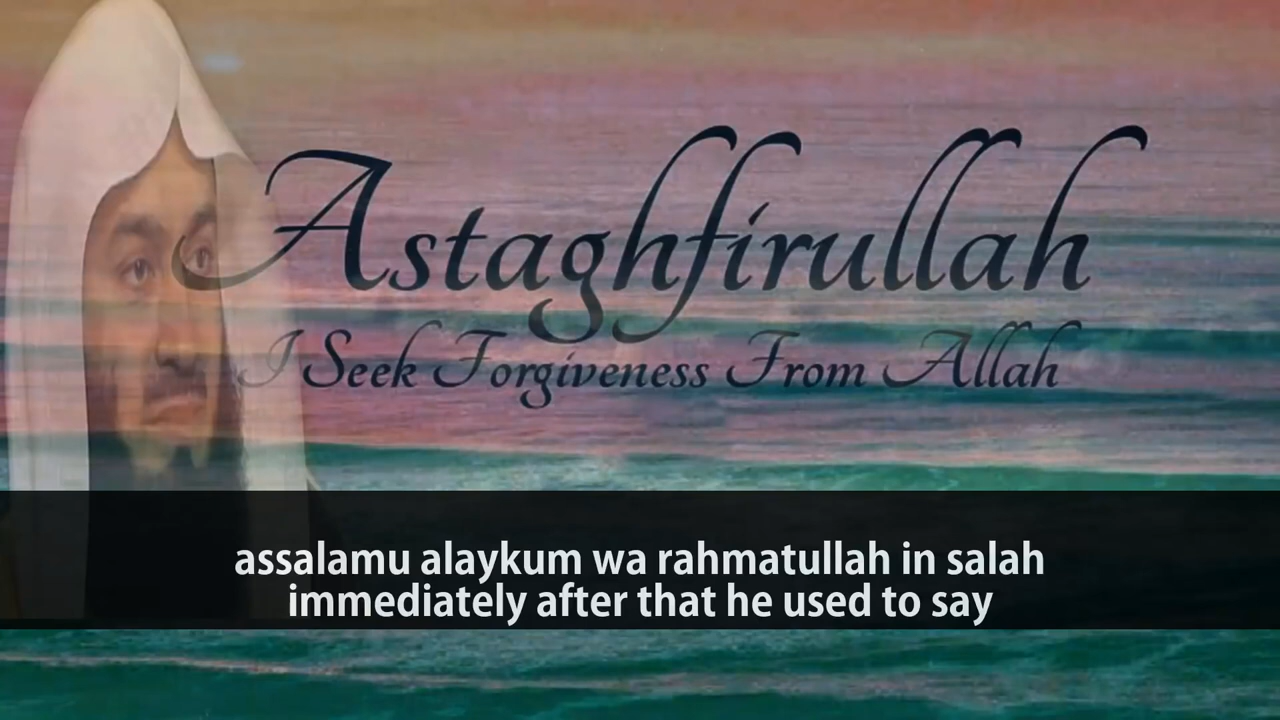 Astaghfirullah
I Seek Forgiveness From Allah
assalamu alaykum wa rahmatullah in salah
immediately after that he used to say